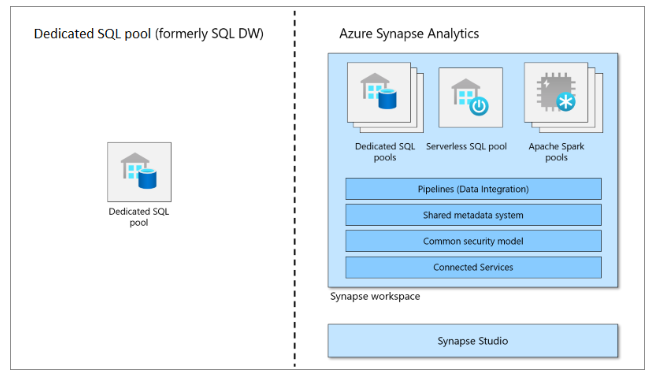 Dedicated SQL pool (formerly SQL DW)
Dedicated SQL
pool
Azure Synapse Analytics
Dedicated SQL
pools
Serverless SQL pool
Apache Spark
pools
Pipelines (Data Integration)
Shared metadata system
Common security model
Connected Services
Synapse workspace
Synapse Studio